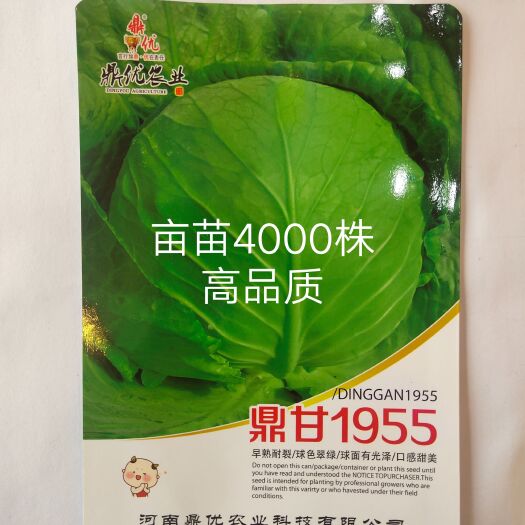 鼎
优
鼎优农业
DINGYOU AGRICULTURE
亩苗4000株
高品质
/DINGGAN1955
鼎甘1955
早熟耐裂/球色翠绿/球面有光泽/口感甜美
Do not open this can/package/container or plant this seed until
you have read and understood the NOTICE TOPURCHASER.This
seed is intended for planting by professional growers who are
familiar with this varirty or who havested under their field
conditions.
河南鼎优农业科技有限公司